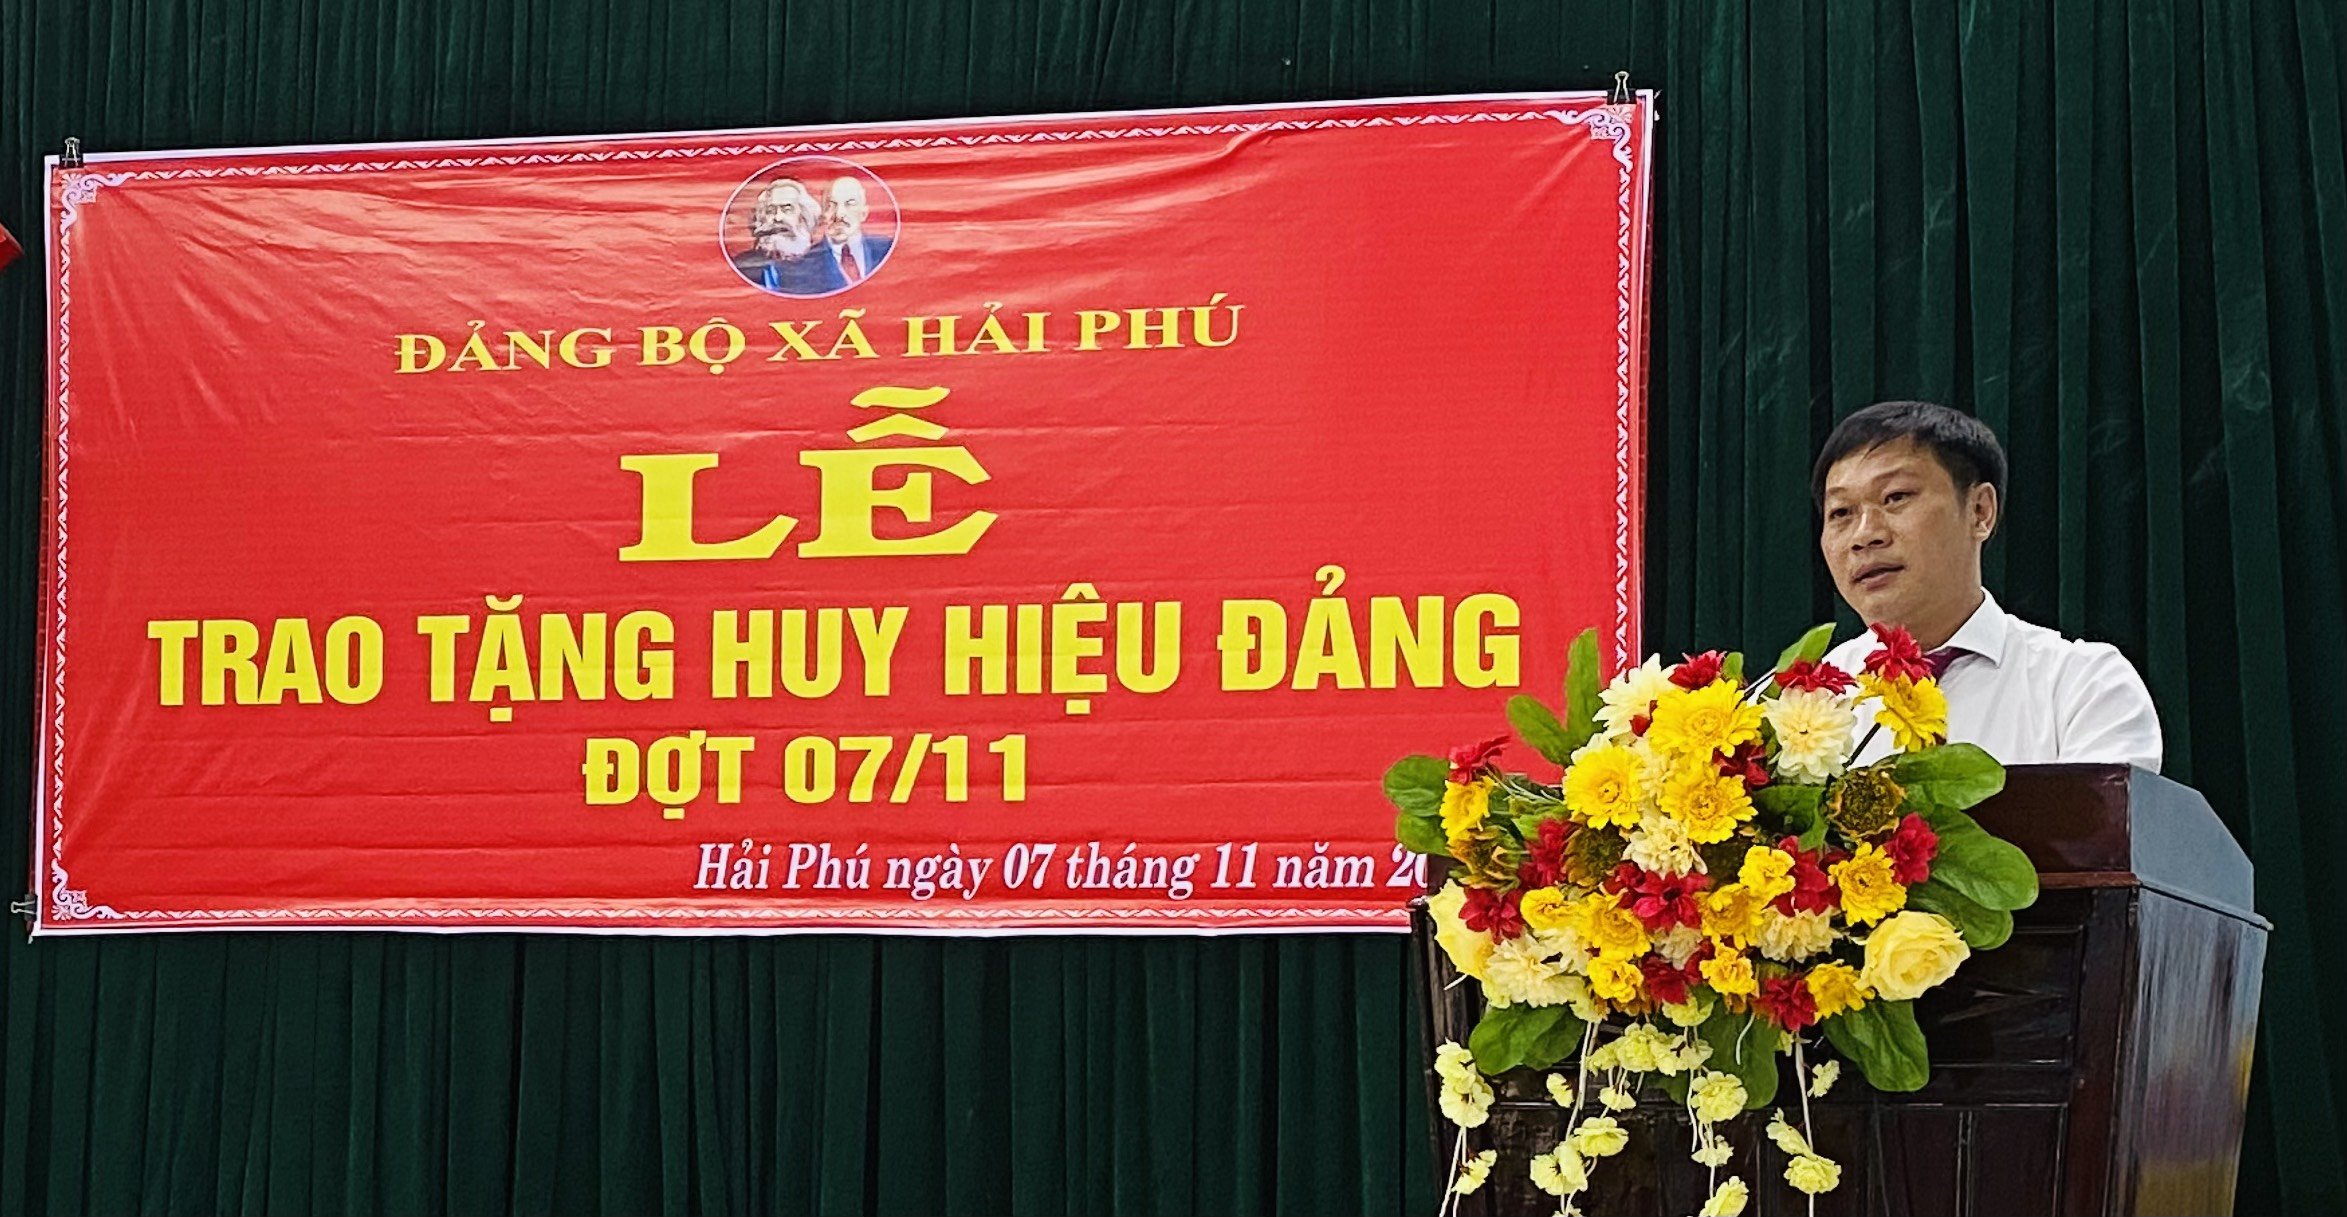 ĐẢNG BỘ XÃ HẢI PHÚ
LỄ
TRAO TẶNG HUY HIỆU ĐẢNG
ĐỢT 07/11
Hải Phú ngày 07 tháng 11 năm